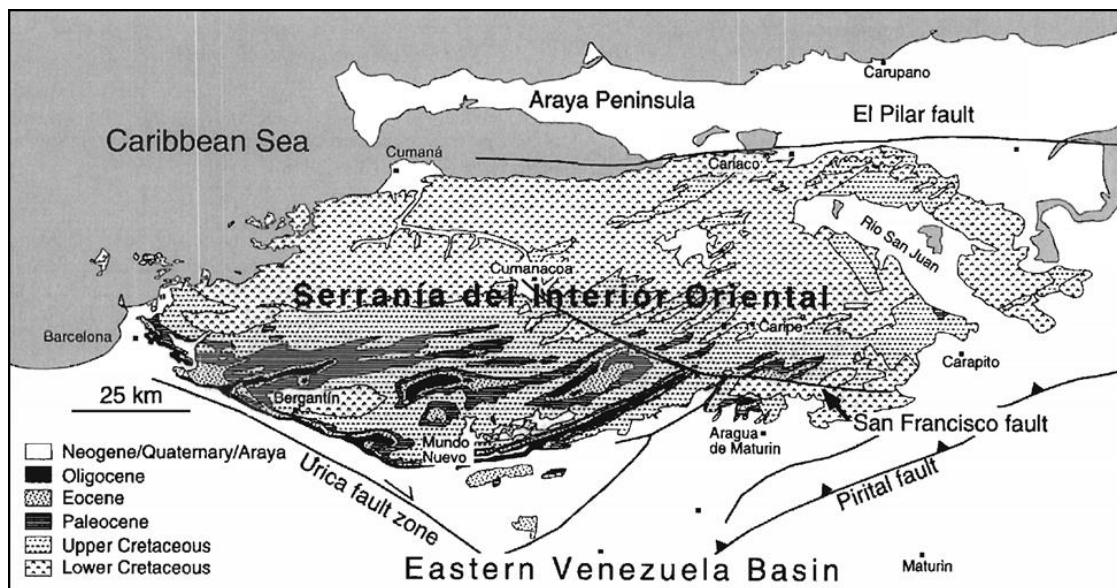 Carupano
Araya Peninsula
El Pilar fault
Caribbean Sea
Cumaná
Cariaco
Rio San Juan
Cumanacoa
Serranía del Interior Oriental
Barcelona
Caripe
Carapito
25 km
Bergantín
San Francisco fault
Mundo
Nuevo
Aragua
de Maturin
Urica fault zone
Pirital fault
Neogene/Quaternary/Araya
Oligocene
Eocene
Paleocene
Upper Cretaceous
Lower Cretaceous
Eastern Venezuela Basin
Maturin